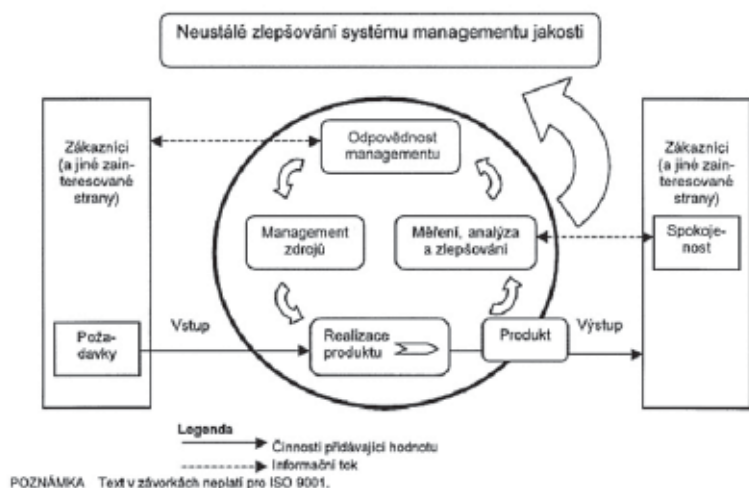 Neustálé zlepšování systému managementu jakosti
Zákazníci
(a jiné zain-
teresované
strany)
Odpovědnost
managementu
Zákazníci
(a jiné zain-
teresované
strany)
Management
zdrojů
Měření, analýza
a zlepšování
Spokoje-
nost
Poža-
davky
Vstup
Realizace
produktu
Produkt
Výstup
Legenda
Činnosti přidávající hodnotu
Informační tok
POZNÁMKA Text v závorkách neplatí pro ISO 9001.